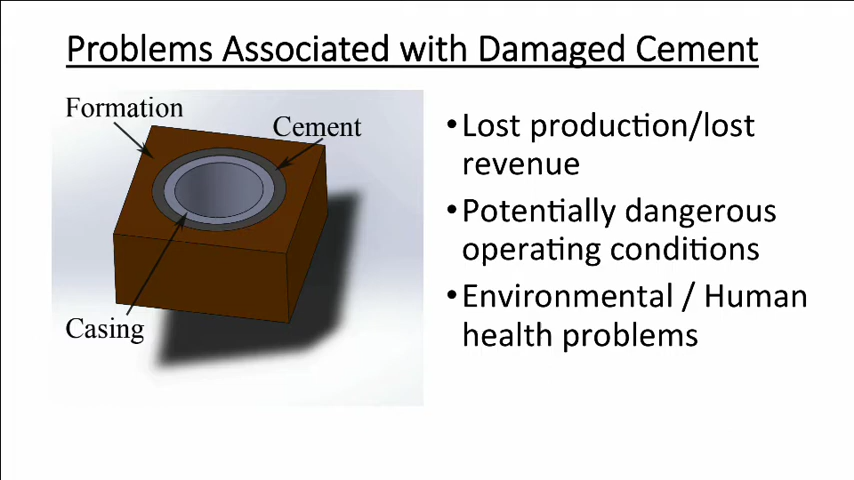 Problems Associated with Damaged Cement
Formation
Cement
Casing
•Lost production/lost
revenue
•Potentially dangerous
operating conditions
•Environmental / Human
health problems